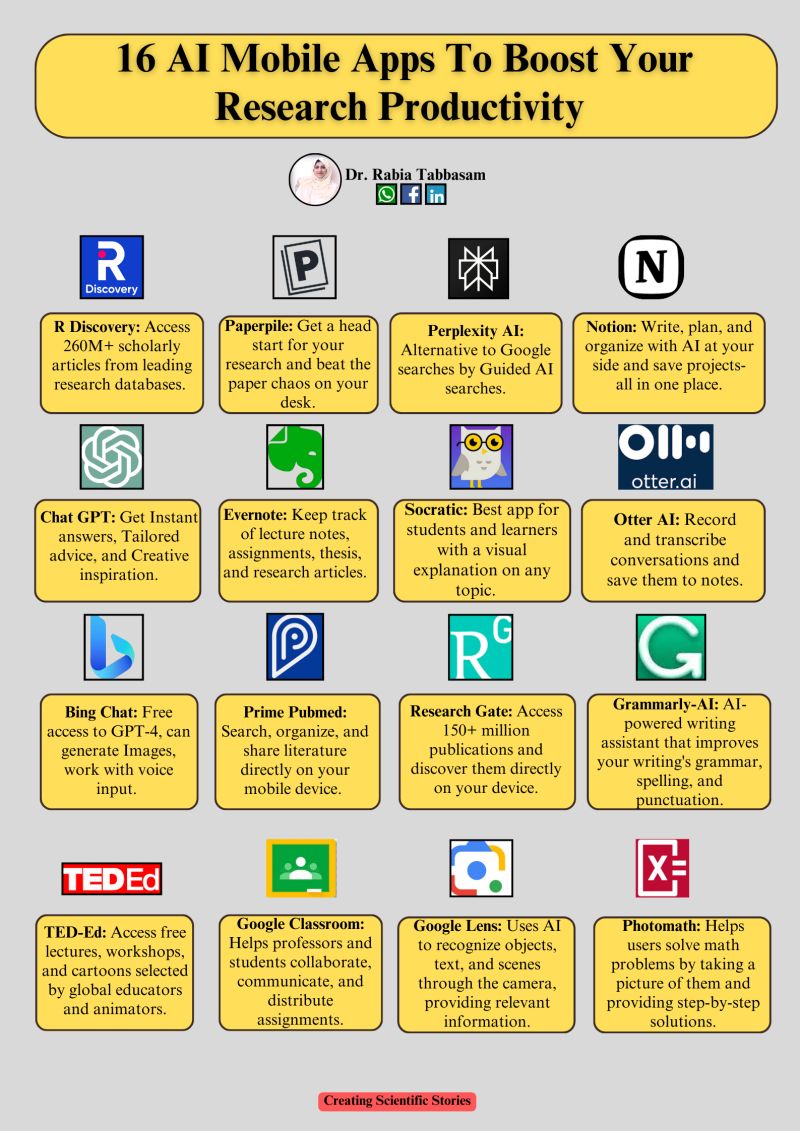 16 AI Mobile Apps To Boost Your
Research Productivity
Dr. Rabia Tabbasam
R
Discovery
P
N
R Discovery: Access
260M+ scholarly
articles from leading
research databases.
Paperpile: Get a head
start for your
research and beat the
paper chaos on your
desk.
Perplexity AI:
Alternative to Google
searches by Guided AI
searches.
Notion: Write, plan, and
organize with AI at your
side and save projects-
all in one place.
otter.ai
Chat GPT: Get Instant
answers, Tailored
advice, and Creative
inspiration.
Evernote: Keep track
of lecture notes,
assignments, thesis,
and research articles.
Socratic: Best app for
students and learners
with a visual
explanation on any
topic.
Otter AI: Record
and transcribe
conversations and
save them to notes.
RG
G
Bing Chat: Free
access to GPT-4, can
generate Images,
work with voice
input.
Prime Pubmed:
Search, organize, and
share literature
directly on your
mobile device.
Research Gate: Access
150+ million
publications and
discover them directly
on your device.
Grammarly-AI: AI-
powered writing
assistant that improves
your writing's grammar,
spelling, and
punctuation.
TEDEd
X
TED-Ed: Access free
lectures, workshops,
and cartoons selected
by global educators
and animators.
Google Classroom:
Helps professors and
students collaborate,
communicate, and
distribute
assignments.
Google Lens: Uses AI
to recognize objects,
text, and scenes
through the camera,
providing relevant
information.
Photomath: Helps
users solve math
problems by taking a
picture of them and
providing step-by-step
solutions.
Creating Scientific Stories